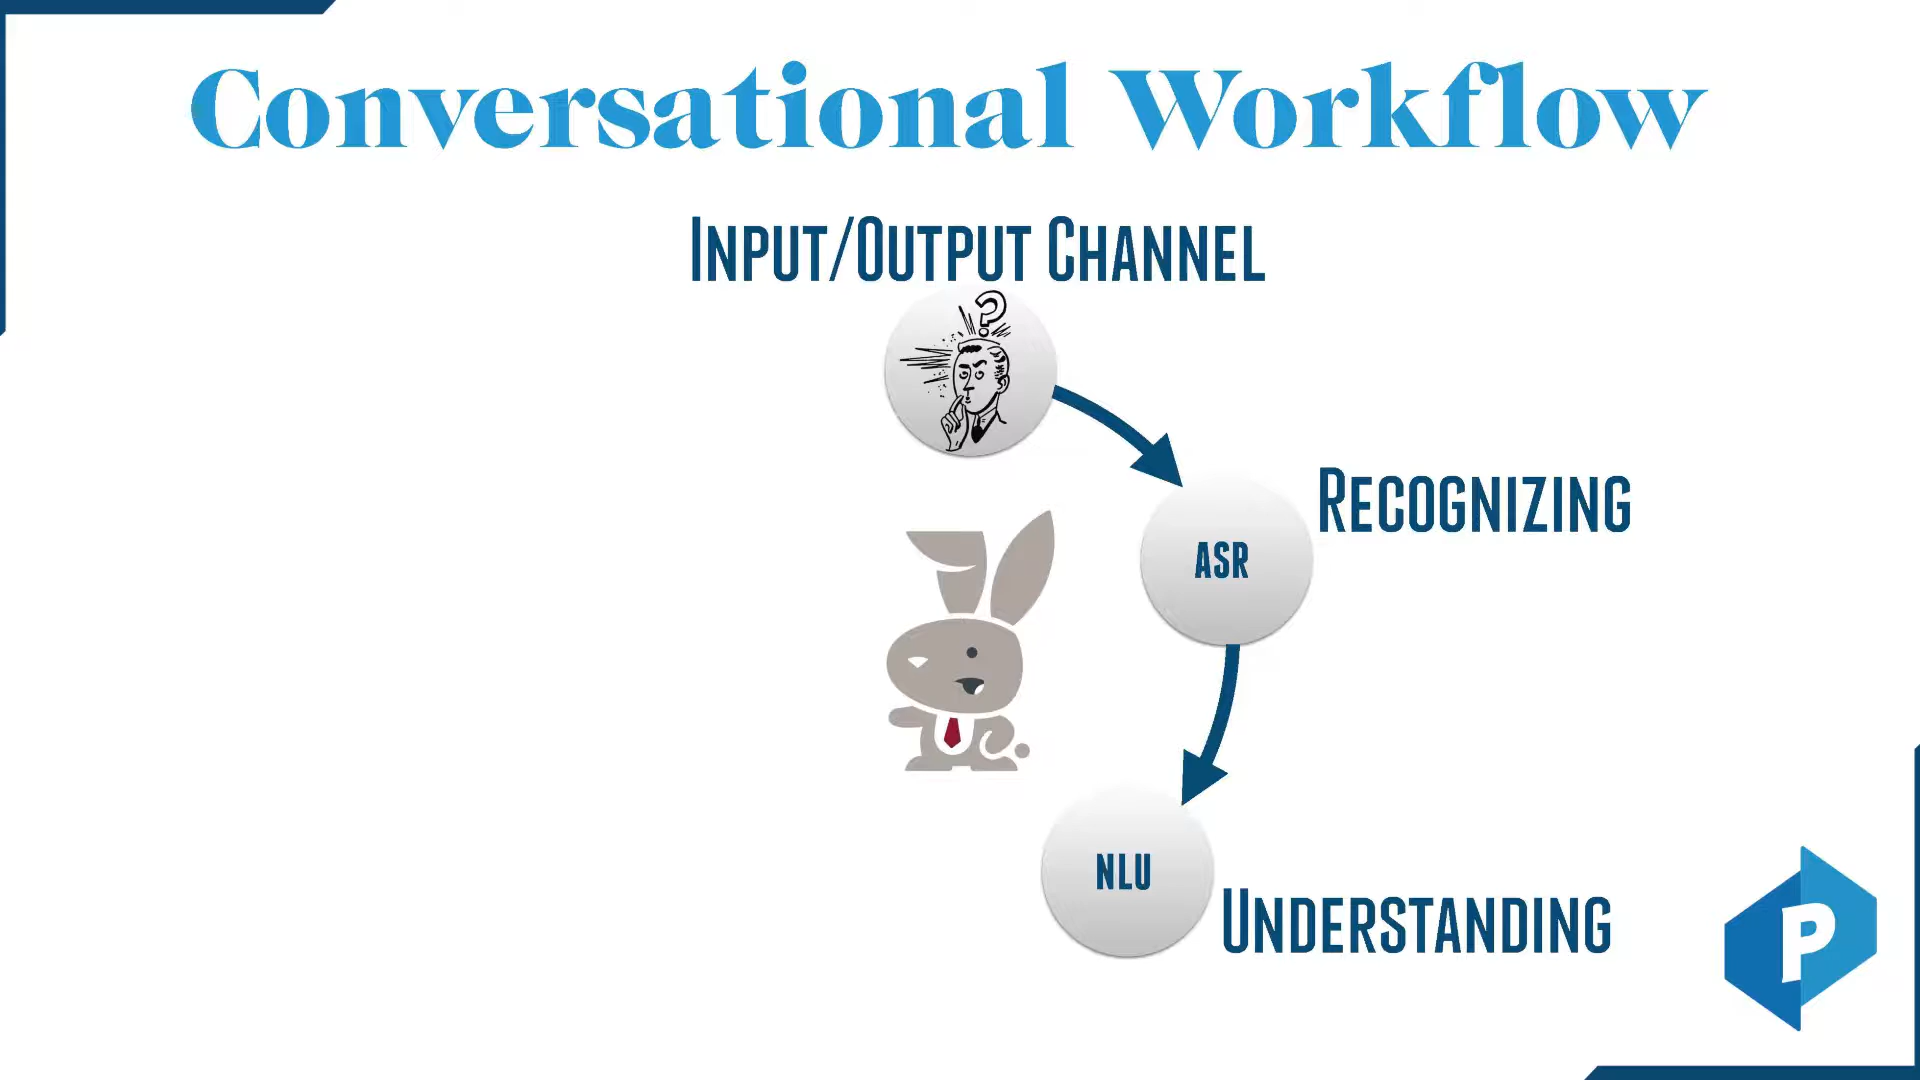 Conversational Workflow
INPUT/OUTPUT CHANNEL
?
RECOGNIZING
ASR
NLU
UNDERSTANDING
P